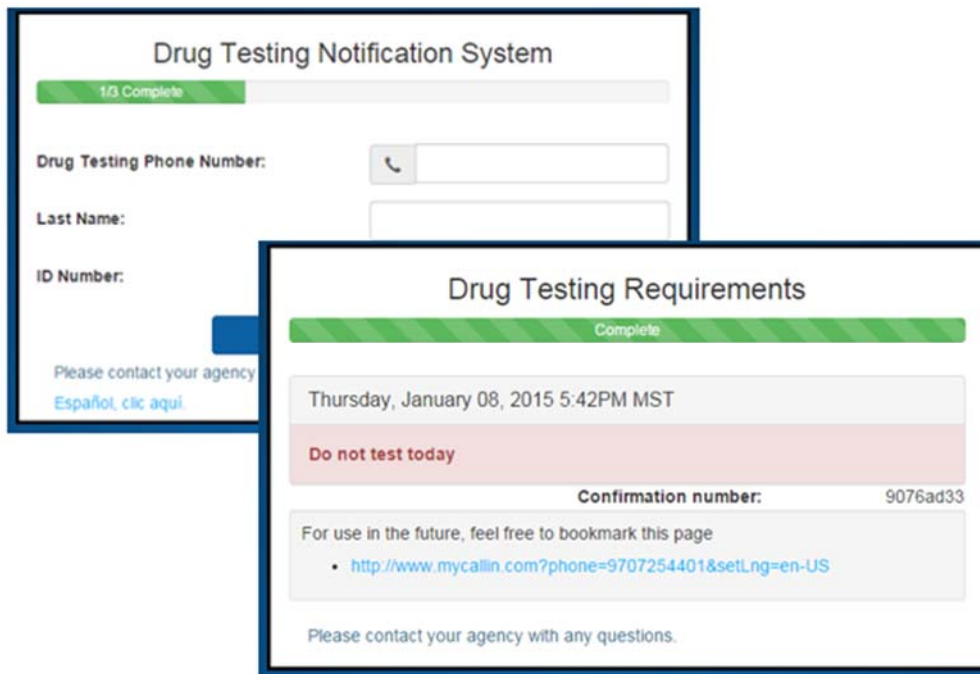 Drug Testing Notification System
1/3 Complete
Drug Testing Phone Number:
Last Name:
ID Number:
Please contact your agency
Español, clic aquí.
Drug Testing Requirements
Complete
Thursday, January 08, 2015 5:42PM MST
Do not test today
Confirmation number: 9076ad33
For use in the future, feel free to bookmark this page
• http://www.mycallin.com?phone=9707254401&setLng=en-US
Please contact your agency with any questions.